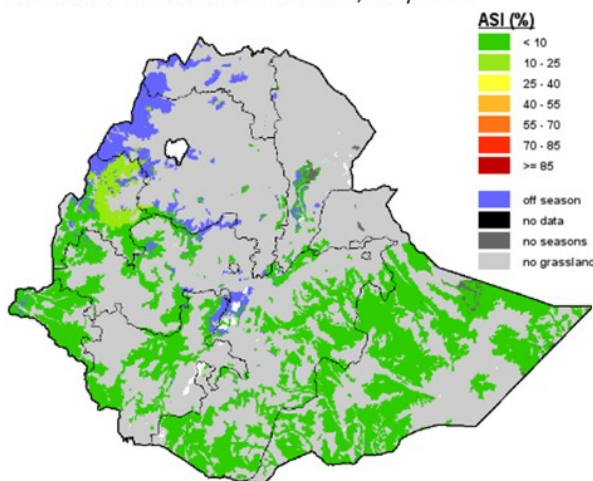 ASI (%)
< 10
10 - 25
25 - 40
40 - 55
55 - 70
70 - 85
>= 85
off season
no data
no seasons
no grassland